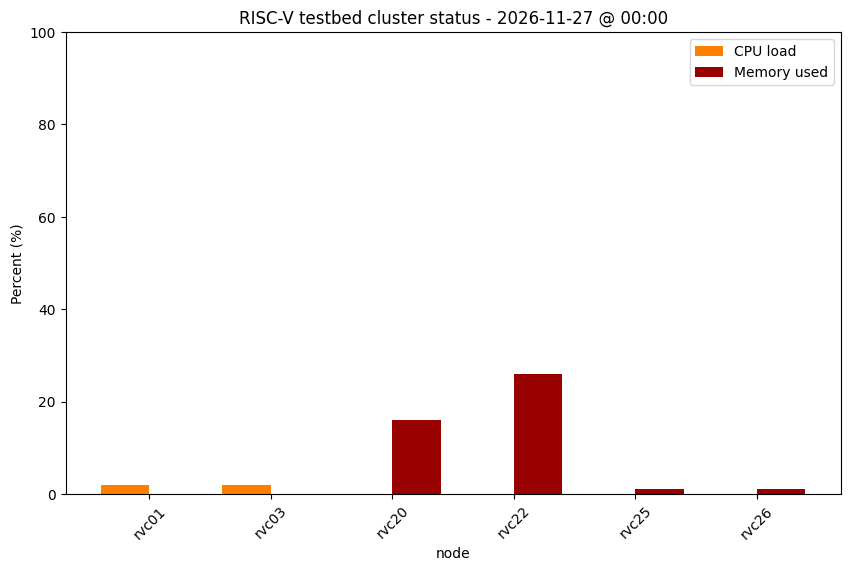 RISC-V testbed cluster status - 2026-11-27 @ 00:00
CPU load
Memory used
Percent (%)
100
80
60
40
20
0
rvc01
rvc03
rvc20
rvc22
rvc25
rvc26
node